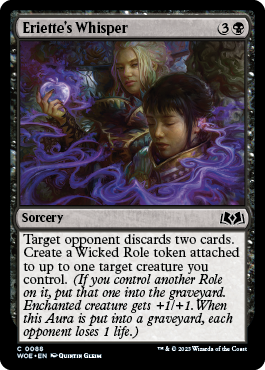 Eriette's Whisper 3
Sorcery
Target opponent discards two cards.
Create a Wicked Role token attached
to up to one target creature you
control. (If you control another Role
on it, put that one into the graveyard.
Enchanted creature gets +1/+1. When
this Aura is put into a graveyard, each
opponent loses 1 life.)
C 0088
WOE • EN QUINTIN GLEIM
™ & © 2023 Wizards of the Coast